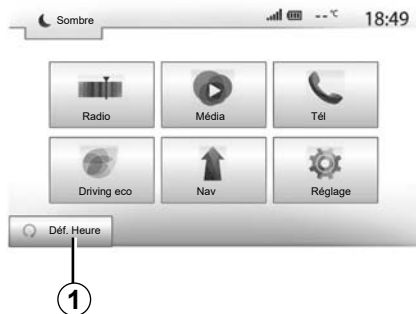 Sombre
--°C
18:49
Radio
Média
Tél
Driving eco
Nav
Réglage
Déf. Heure
1